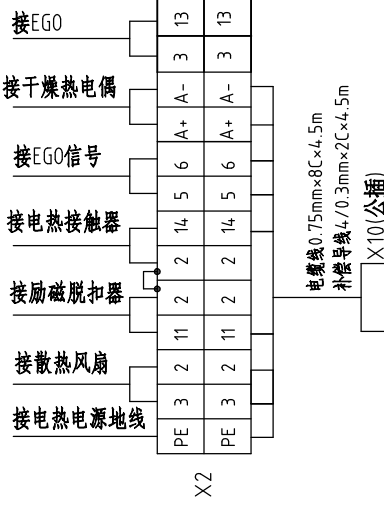 接EGO
13 13
3 3
接干燥热电偶
A- A-
A+ A+
接EGO信号
6 6
5 5
接电热接触器
14 14
2 2
接励磁脱扣器
2 2
11 11
接散热风扇
2 2
3 3
接电热电源地线
PE PE
X2
电缆线0.75mm×8C×4.5m
补偿导线4/0.3mm×2C×4.5m
X10(公插)